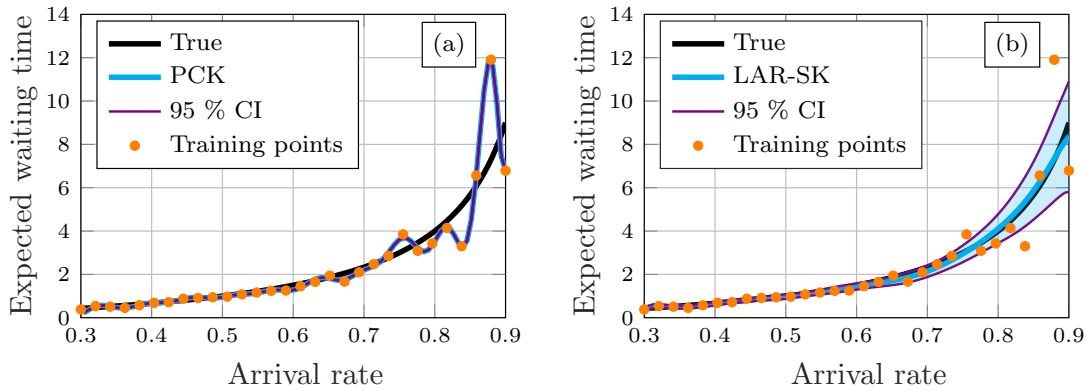 14
12
10
8
6
4
2
0
Expected waiting time
True
PCK
95 % CI
Training points
(a)
0.3 0.4 0.5 0.6 0.7 0.8 0.9
Arrival rate
14
12
10
8
6
4
2
0
Expected waiting time
True
LAR-SK
95 % CI
Training points
(b)
0.3 0.4 0.5 0.6 0.7 0.8 0.9
Arrival rate